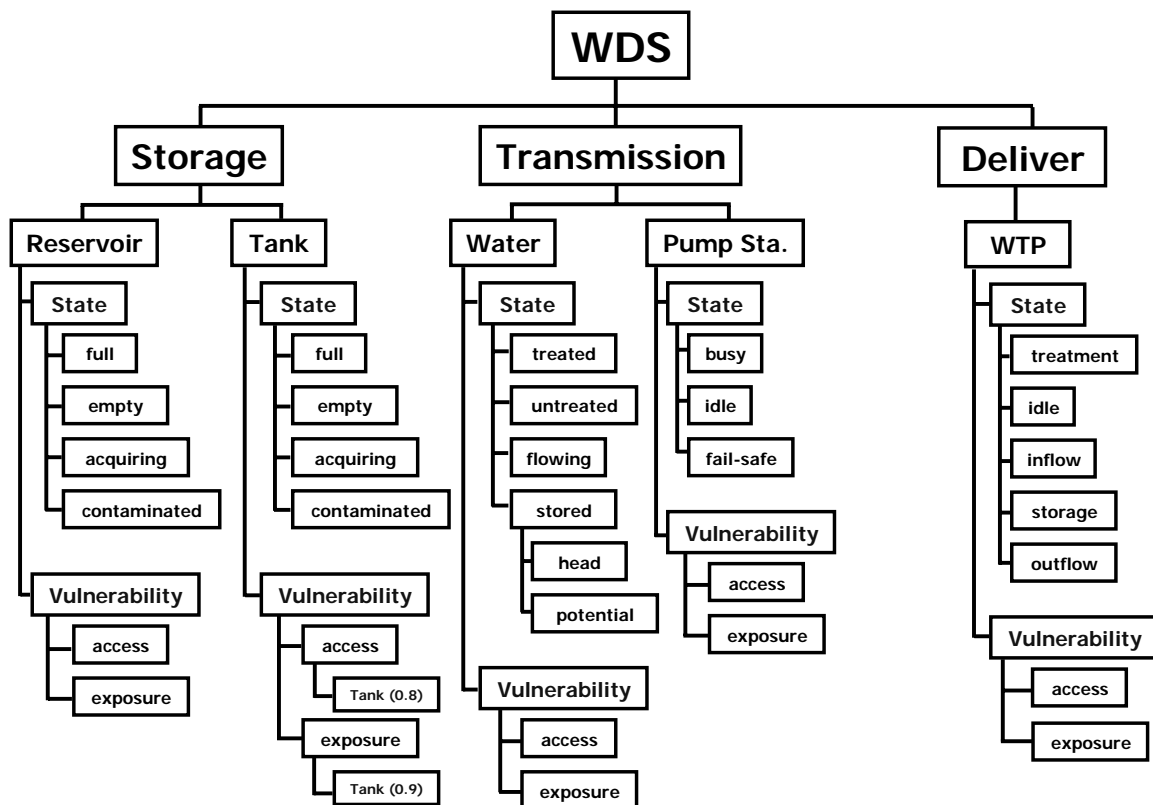 WDS
Storage
Transmission
Deliver
Reservoir
State
full
empty
acquiring
contaminated
Vulnerability
access
exposure
Tank
State
full
empty
acquiring
contaminated
Vulnerability
access
Tank (0.8)
exposure
Tank (0.9)
Water
State
treated
untreated
flowing
stored
head
potential
Vulnerability
access
exposure
Pump Sta.
State
busy
idle
fail-safe
Vulnerability
access
exposure
WTP
State
treatment
idle
inflow
storage
outflow
Vulnerability
access
exposure